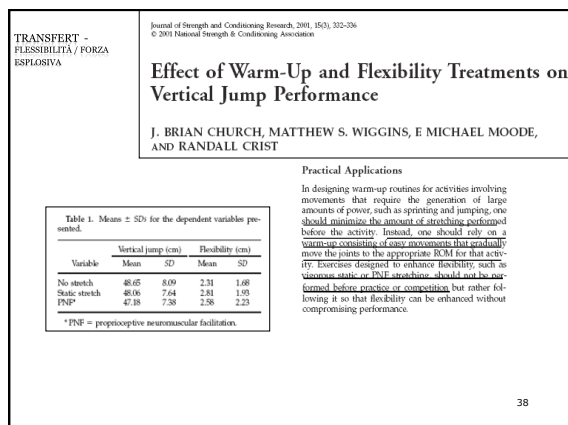 TRANSFERT -
FLESSIBILITÀ / FORZA
ESPLOSIVA
Journal of Strength and Conditioning Research, 2001, 15(3), 332–336
© 2001 National Strength & Conditioning Association
Effect of Warm-Up and Flexibility Treatments on
Vertical Jump Performance
J. BRIAN CHURCH, MATTHEW S. WIGGINS, F. MICHAEL MOODE,
AND RANDALL CRIST
Table 1. Means ± SDs for the dependent variables pre-
sented.
Vertical jump (cm) Flexibility (cm)
Variable Mean SD Mean SD
No stretch 48.65 8.09 2.31 1.68
Static stretch 48.06 7.64 2.81 1.93
PNF* 47.18 7.38 2.58 2.23
* PNF = proprioceptive neuromuscular facilitation.
Practical Applications
In designing warm-up routines for activities involving
movements that require the generation of large
amounts of power, such as sprinting and jumping, one
should minimize the amount of stretching performed
before the activity. Instead, one should rely on a
warm-up consisting of easy movements that gradually
move the joints to the appropriate ROM for that activ-
ity. Exercises designed to enhance flexibility, such as
vigorous static or PNF stretching, should not be per-
formed before practice or competition but rather fol-
lowing it so that flexibility can be enhanced without
compromising performance.
38